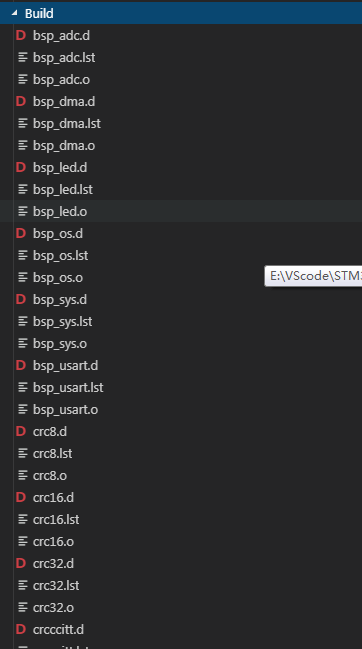 Build
D bsp_adc.d
bsp_adc.lst
bsp_adc.o
D bsp_dma.d
bsp_dma.lst
bsp_dma.o
D bsp_led.d
bsp_led.lst
bsp_led.o
D bsp_os.d
bsp_os.lst
E:\VScode\STM3
bsp_os.o
D bsp_sys.d
bsp_sys.lst
bsp_sys.o
D bsp_usart.d
bsp_usart.lst
bsp_usart.o
D crc8.d
crc8.lst
crc8.o
D crc16.d
crc16.lst
crc16.o
D crc32.d
crc32.lst
crc32.o
D crcccitt.d